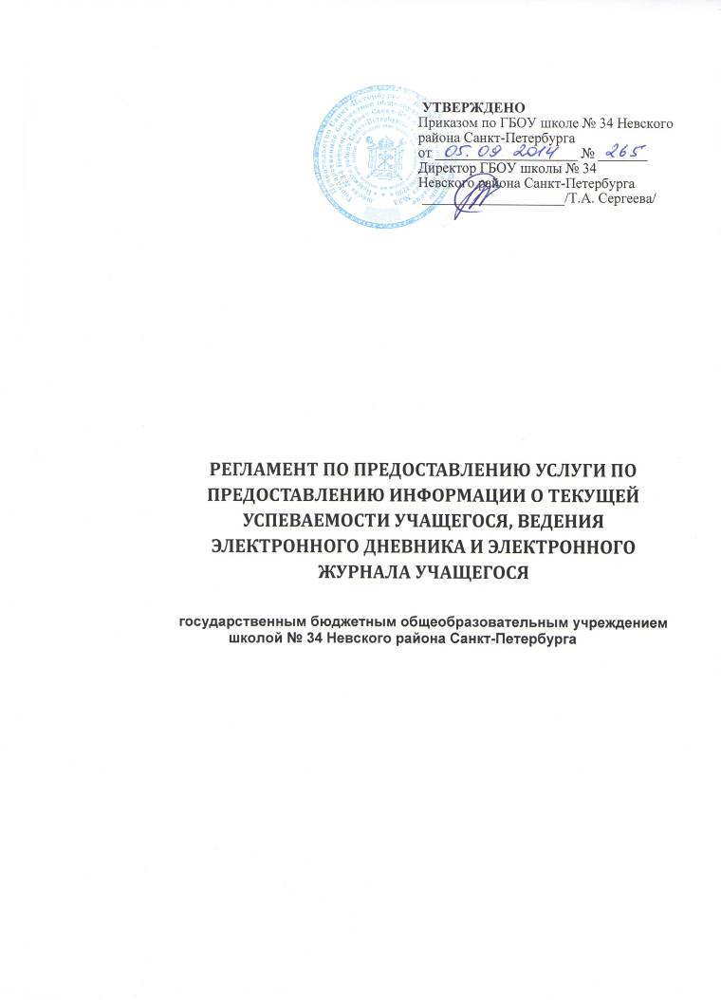 УТВЕРЖДЕНО
Приказом по ГБОУ школе № 34 Невского
района Санкт-Петербурга
от 05.09 2014 № 265
Директор ГБОУ школы № 34
Невского района Санкт-Петербурга
/Т.А. Сергеева/
РЕГЛАМЕНТ ПО ПРЕДОСТАВЛЕНИЮ УСЛУГИ ПО
ПРЕДОСТАВЛЕНИЮ ИНФОРМАЦИИ О ТЕКУЩЕЙ
УСПЕВАЕМОСТИ УЧАЩЕГОСЯ, ВЕДЕНИЯ
ЭЛЕКТРОННОГО ДНЕВНИКА И ЭЛЕКТРОННОГО
ЖУРНАЛА УЧАЩЕГОСЯ
государственным бюджетным общеобразовательным учреждением
школой № 34 Невского района Санкт-Петербурга